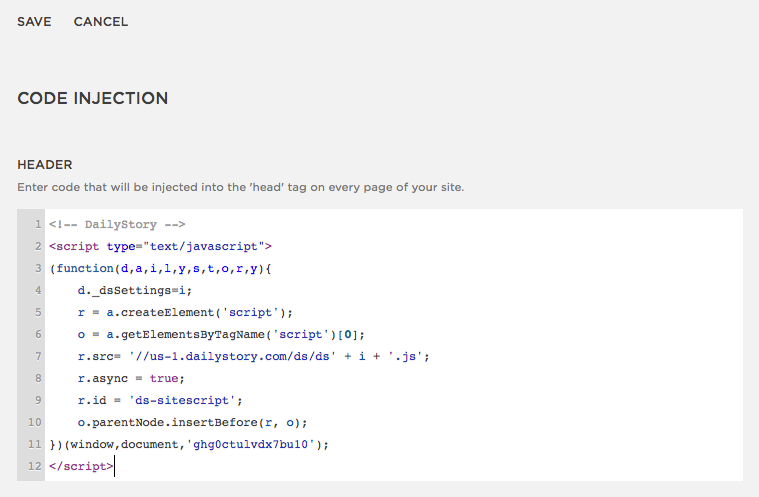 SAVE CANCEL
CODE INJECTION
HEADER
Enter code that will be injected into the 'head' tag on every page of your site.
1 <!-- DailyStory -->
2 <script type="text/javascript">
3 (function(d,a,i,l,y,s,t,o,r,y){
4     d._dsSettings=i;
5     r = a.createElement('script');
6     o = a.getElementsByTagName('script')[0];
7     r.src= '//us-1.dailystory.com/ds/ds' + i + '.js';
8     r.async = true;
9     r.id = 'ds-sitescript';
10     o.parentNode.insertBefore(r, o);
11 })(window,document,'ghg0ctulvdx7bu10');
12 </script>